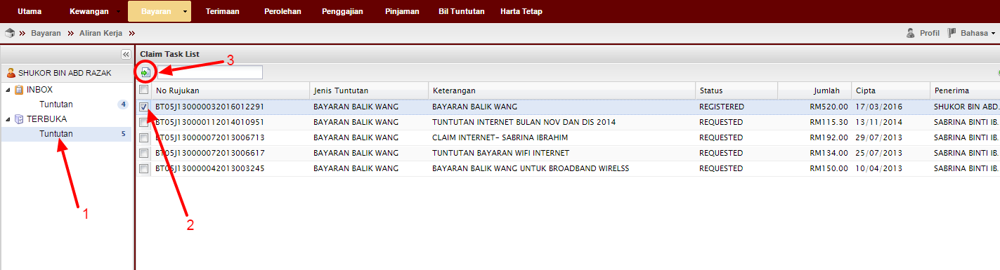 Utama Kewangan Bayaran Terimaan Perolehan Penggajian Pinjaman Bil Tuntutan Harta Tetap
Bayaran Aliran Kerja Profil Bahasa
Claim Task List
3
SHUKOR BIN ABD RAZAK
INBOX
Tuntutan 4
TERBUKA
Tuntutan 5
1
No Rujukan Jenis Tuntutan Keterangan Status Jumlah Cipta Penerima
BT05J130000032016012291 BAYARAN BALIK WANG BAYARAN BALIK WANG REGISTERED RM520.00 17/03/2016 SHUKOR BIN ABD.
BT05J130000112014010951 BAYARAN BALIK WANG TUNTUTAN INTERNET BULAN NOV DAN DIS 2014 REQUESTED RM115.30 13/11/2014 SABRINA BINTI IB.
BT05J130000072013006713 BAYARAN BALIK WANG CLAIM INTERNET- SABRINA IBRAHIM REQUESTED RM192.00 29/07/2013 SABRINA BINTI IB.
BT05J130000072013006617 BAYARAN BALIK WANG TUNTUTAN BAYARAN WIFI INTERNET REQUESTED RM134.00 25/07/2013 SABRINA BINTI IB.
BT05J130000042013003245 BAYARAN BALIK WANG BAYARAN BALIK WANG UNTUK BROADBAND WIRELSS REQUESTED RM150.00 10/04/2013 SABRINA BINTI IB.
2